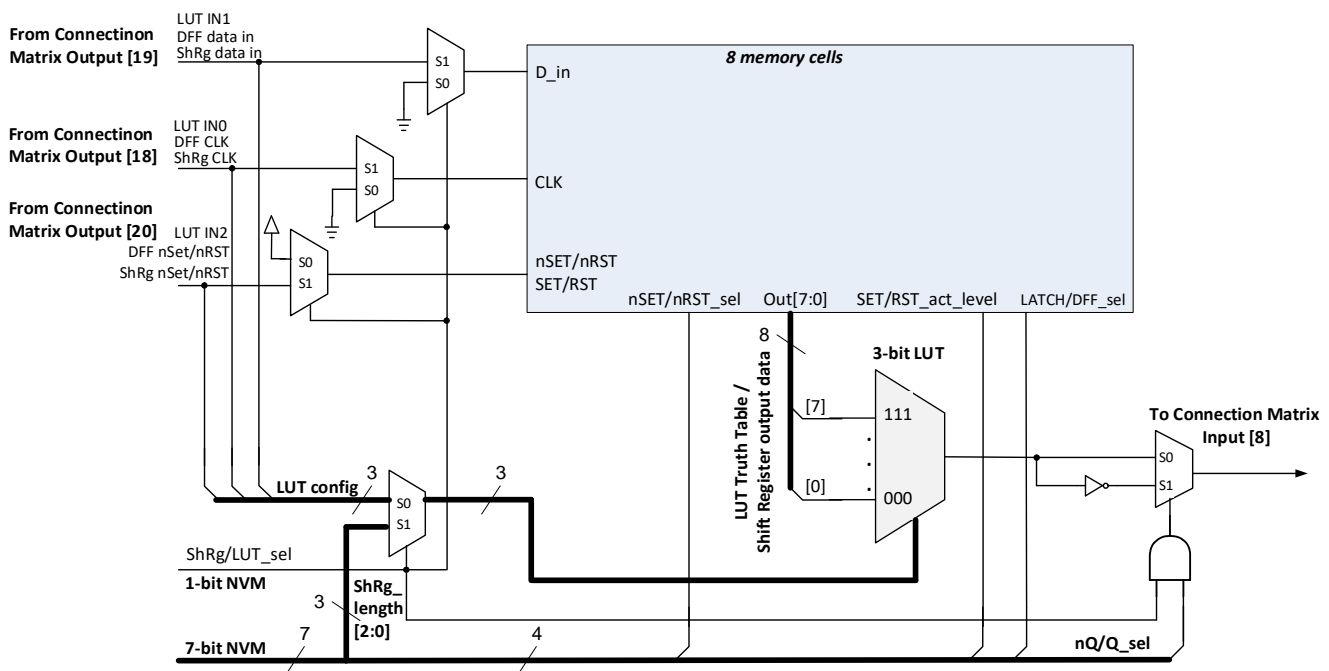 LUT IN1
From Connectinon
DFF data in
Matrix Output [19]
ShRg data in
S1
S0
D_in
8 memory cells
LUT IN0
From Connectinon
DFF CLK
Matrix Output [18]
ShRg CLK
S1
S0
CLK
From Connectinon
Matrix Output [20]
LUT IN2
DFF nSet/nRST
ShRg nSet/nRST
S0
S1
nSET/nRST
SET/RST
nSET/nRST_sel
Out[7:0]
SET/RST_act_level
LATCH/DFF_sel
8
LUT Truth Table /
Shift Register output data
3-bit LUT
[7]
111
[0]
000
To Connection Matrix
Input [8]
S0
S1
LUT config
3
S0
S1
3
ShRg/LUT_sel
1-bit NVM
ShRg_
length
[2:0]
3
7-bit NVM
7
4
nQ/Q_sel